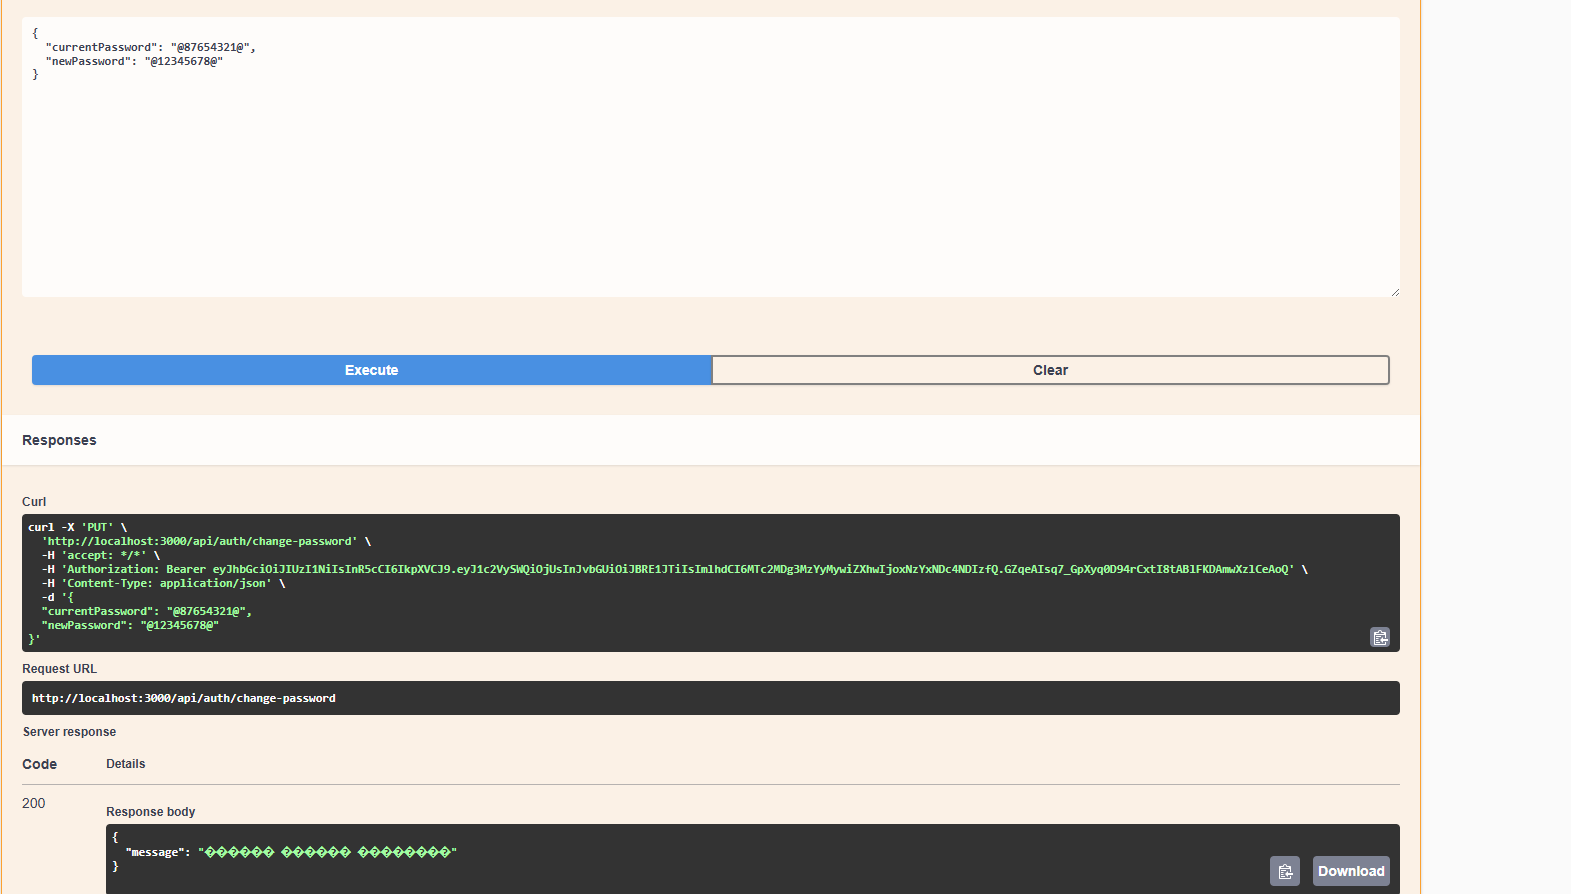 {
"currentPassword": "@87654321@",
"newPassword": "@12345678@"
}
Execute
Clear
Responses
Curl
curl -X 'PUT' \
'http://localhost:3000/api/auth/change-password' \
-H 'accept: */*' \
-H 'Authorization: Bearer eyJhbGciOiJIUzI1NiIsInR5cCI6IkpXVCJ9.eyJ1c2VySWQiOjUsInJvbGUiOiJBRE1JTiIsImlhdCI6MTc2MDg3MzYyMywiZXhwIjoxNzYxNDc4NDIzfQ.GZqeAIsq7_GpXyq0D94rCxtI8tABlFKDAmwXzlCeAoQ' \
-H 'Content-Type: application/json' \
-d '{
"currentPassword": "@87654321@",
"newPassword": "@12345678@"
}'
Request URL
http://localhost:3000/api/auth/change-password
Server response
Code
Details
200
Response body
{
"message": "������ ������ ��������"
}
Download